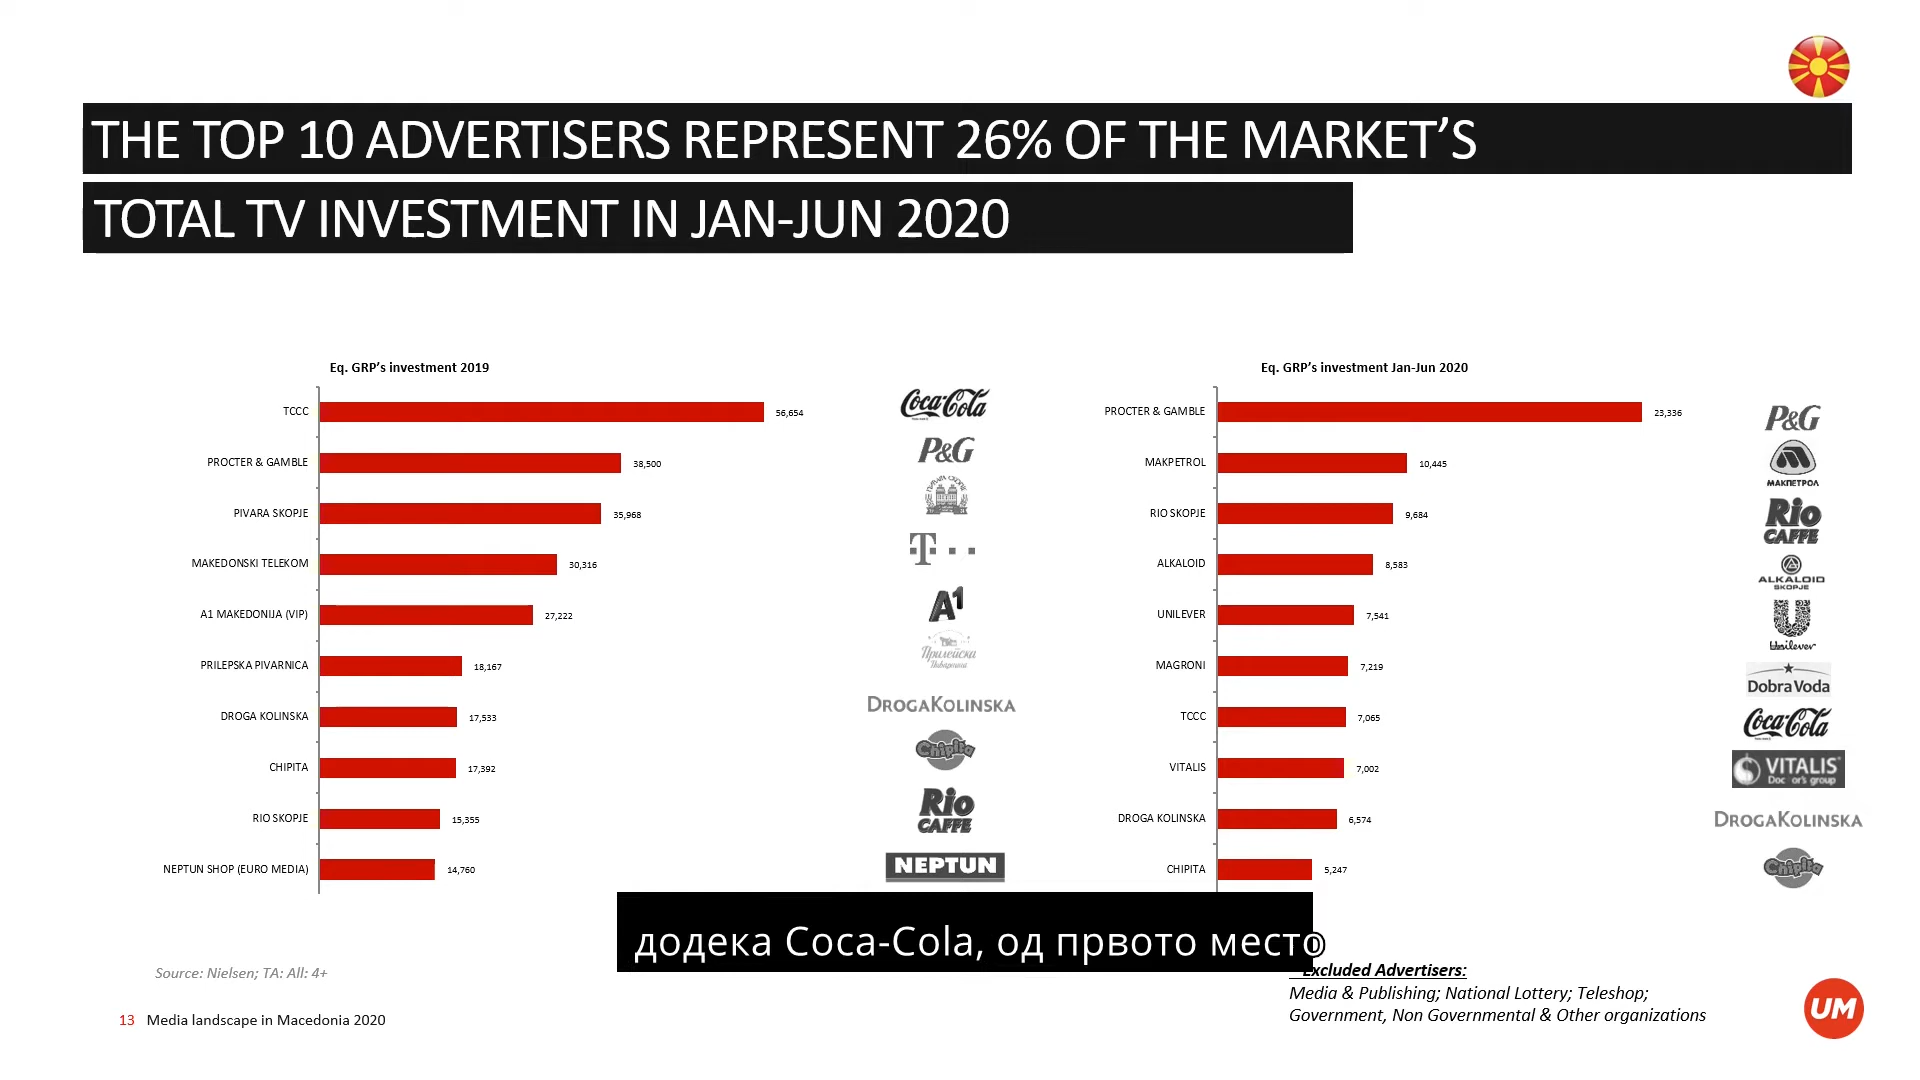 THE TOP 10 ADVERTISERS REPRESENT 26% OF THE MARKET’S
TOTAL TV INVESTMENT IN JAN-JUN 2020
Eq. GRP’s investment 2019
TCCC 56,654
PROCTER & GAMBLE 38,500
PIVARA SKOPJE 35,968
MAKEDONSKI TELEKOM 30,316
A1 MAKEDONIJA (VIP) 27,222
PRILEPSKA PIVARNICA 18,167
DROGA KOLINSKA 17,533
CHIPITA 17,392
RIO SKOPJE 15,355
NEPTUN SHOP (EURO MEDIA) 14,760
Coca-Cola
P&G
T
A1
Прилепска
Пиварница
DROGAKOLINSKA
Chipita
Rio
CAFFE
NEPTUN
Eq. GRP’s investment Jan-Jun 2020
PROCTER & GAMBLE 23,336
MAKPETROL 10,445
RIO SKOPJE 9,684
ALKALOID 8,583
UNILEVER 7,541
MAGRONI 7,219
TCCC 7,065
VITALIS 7,002
DROGA KOLINSKA 6,574
CHIPITA 5,247
P&G
МАКПЕТРОЛ
Rio
CAFFE
ALKALOID
SKOPJE
Unilever
Dobra Voda
Coca-Cola
VITALIS
Doctor's group
DROGAKOLINSKA
Chipita
додека Coca-Cola, од првото место
Source: Nielsen; TA: All: 4+
Excluded Advertisers:
Media & Publishing; National Lottery; Teleshop;
Government, Non Governmental & Other organizations
13 Media landscape in Macedonia 2020
UM